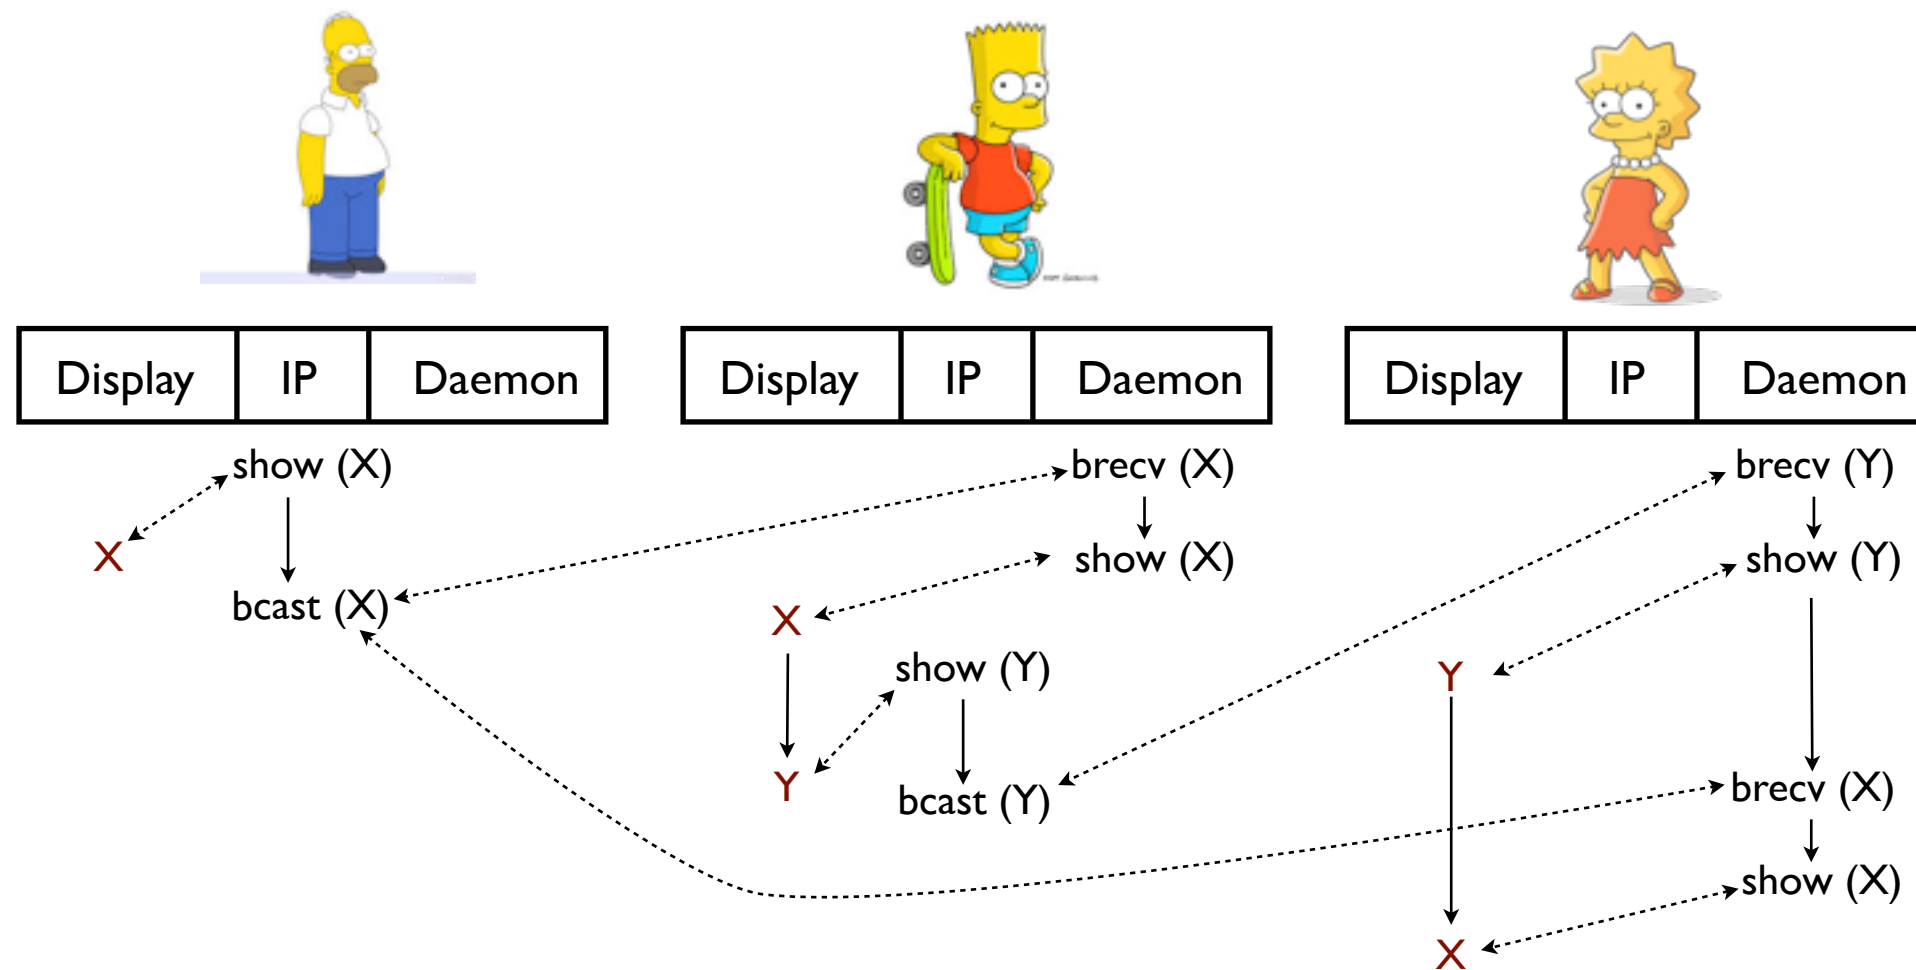 Display IP Daemon
show (X)
X
bcast (X)
Display IP Daemon
brecv (X)
show (X)
X
show (Y)
Y
bcast (Y)
Display IP Daemon
brecv (Y)
show (Y)
Y
brecv (X)
show (X)
X